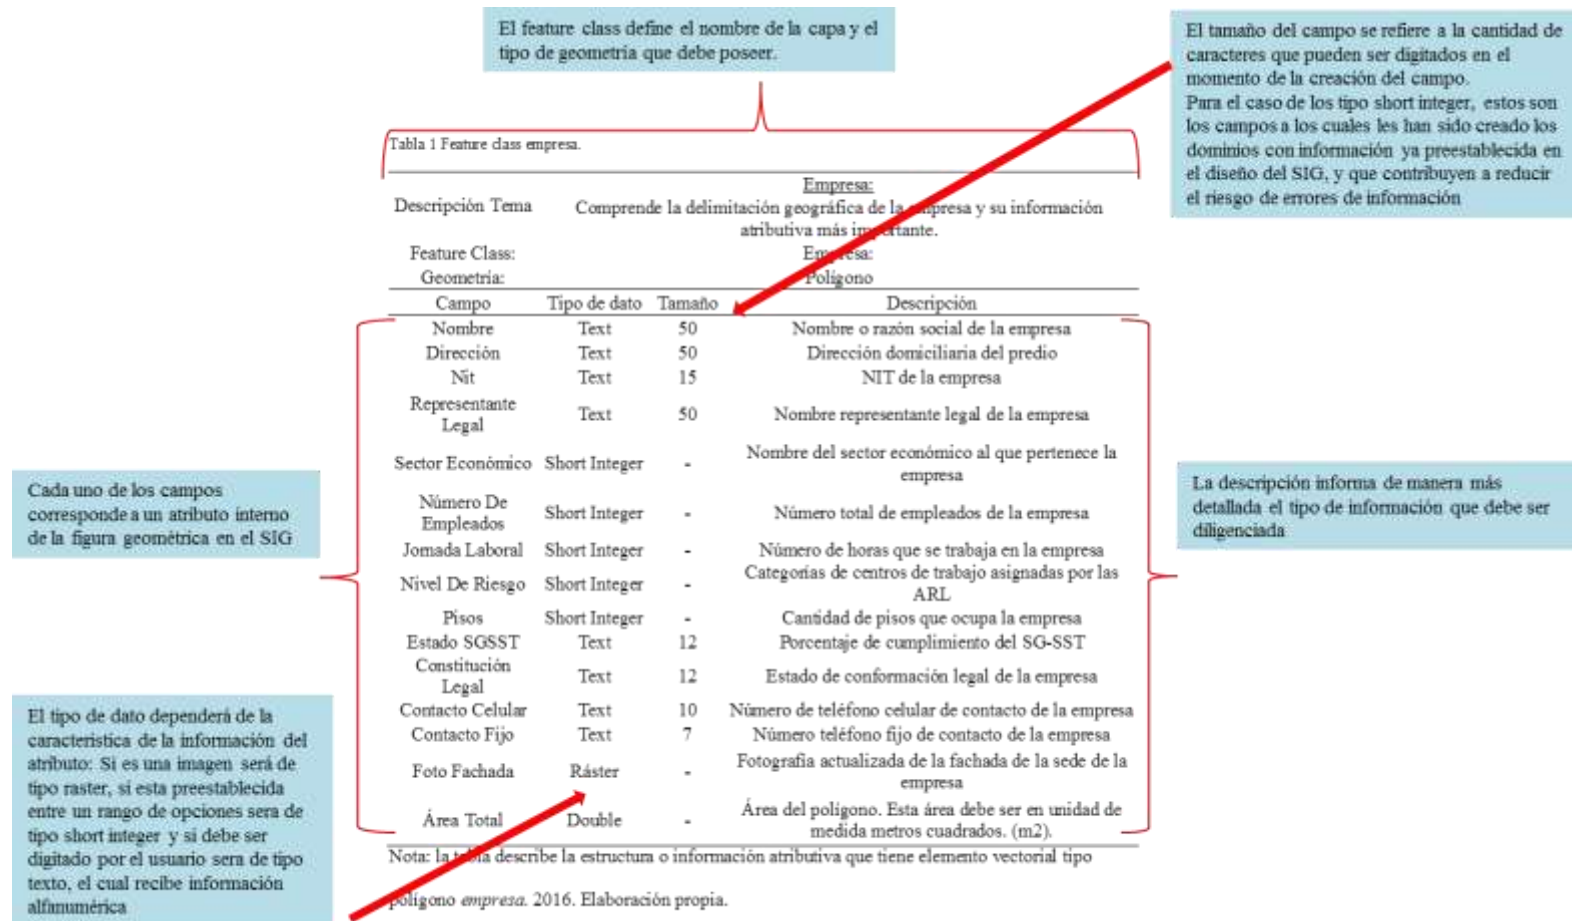 El feature class define el nombre de la capa y el
tipo de geometría que debe poseer.
El tamaño del campo se refiere a la cantidad de
caracteres que pueden ser digitados en el
momento de la creación del campo.
Para el caso de los tipo short integer, estos son
los campos a los cuales les han sido creado los
dominios con información ya preestablecida en
el diseño del SIG, y que contribuyen a reducir
el riesgo de errores de información
Tabla 1 Feature class empresa.
Empresa:
Descripción Tema Comprende la delimitación geográfica de la empresa y su información
atributiva más importante.
Feature Class: Empresa:
Geometría: Polígono
Campo Tipo de dato Tamaño Descripción
Nombre Text 50 Nombre o razón social de la empresa
Dirección Text 50 Dirección domiciliaria del predio
Nit Text 15 NIT de la empresa
Representante
Legal Text 50 Nombre representante legal de la empresa
Sector Económico Short Integer - Nombre del sector económico al que pertenece la
empresa
Número De
Empleados Short Integer - Número total de empleados de la empresa
Jornada Laboral Short Integer - Número de horas que se trabaja en la empresa
Nivel De Riesgo Short Integer - Categorías de centros de trabajo asignadas por las
ARL
Pisos Short Integer - Cantidad de pisos que ocupa la empresa
Estado SGSST Text 12 Porcentaje de cumplimiento del SG-SST
Constitución
Legal Text 12 Estado de conformación legal de la empresa
Contacto Celular Text 10 Número de teléfono celular de contacto de la empresa
Contacto Fijo Text 7 Número teléfono fijo de contacto de la empresa
Foto Fachada Ráster - Fotografía actualizada de la fachada de la sede de la
empresa
Área Total Double - Área del polígono. Esta área debe ser en unidad de
medida metros cuadrados. (m2).
Nota: la tabla describe la estructura o información atributiva que tiene elemento vectorial tipo
polígono empresa. 2016. Elaboración propia.
Cada uno de los campos
corresponde a un atributo interno
de la figura geométrica en el SIG
La descripción informa de manera más
detallada el tipo de información que debe ser
diligenciada
El tipo de dato dependerá de la
caracteristica de la información del
atributo: Si es una imagen será de
tipo raster, si esta preestablecida
entre un rango de opciones sera de
tipo short integer y si debe ser
digitado por el usuario sera de tipo
texto, el cual recibe información
alfanumérica